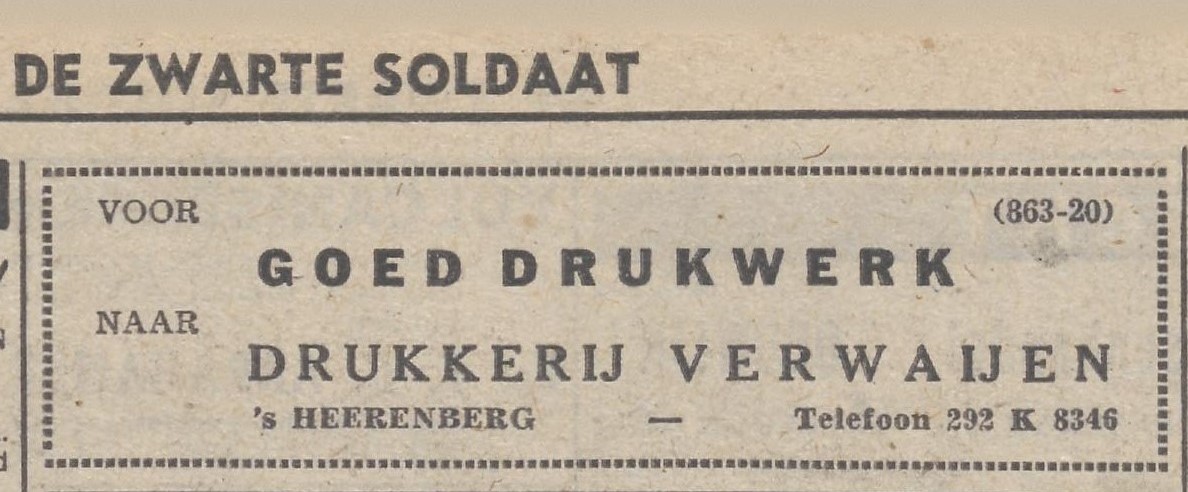 DE ZWARTE SOLDAAT
VOOR (863-20)
GOED DRUKWERK
NAAR
DRUKKERIJ VERWAIJEN
's HEERENBERG — Telefoon 292 K 8346